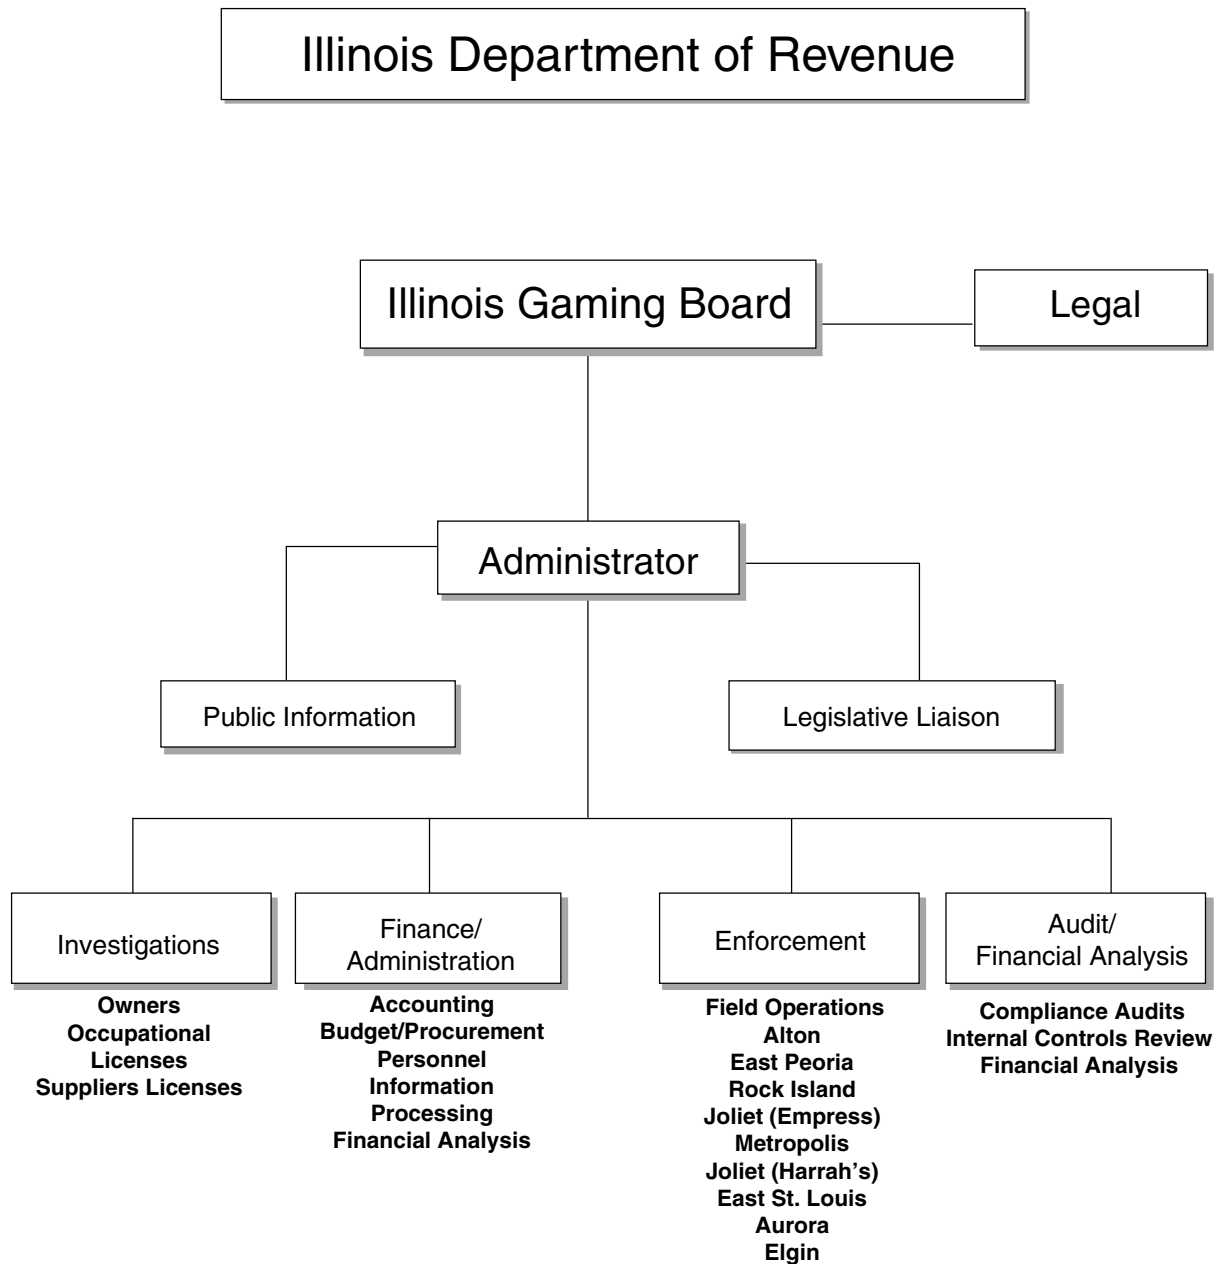 Illinois Department of Revenue
Illinois Gaming Board
Legal
Administrator
Public Information
Legislative Liaison
Investigations
Owners
Occupational
Licenses
Suppliers Licenses
Finance/
Administration
Accounting
Budget/Procurement
Personnel
Information
Processing
Financial Analysis
Enforcement
Field Operations
Alton
East Peoria
Rock Island
Joliet (Empress)
Metropolis
Joliet (Harrah's)
East St. Louis
Aurora
Elgin
Audit/
Financial Analysis
Compliance Audits
Internal Controls Review
Financial Analysis